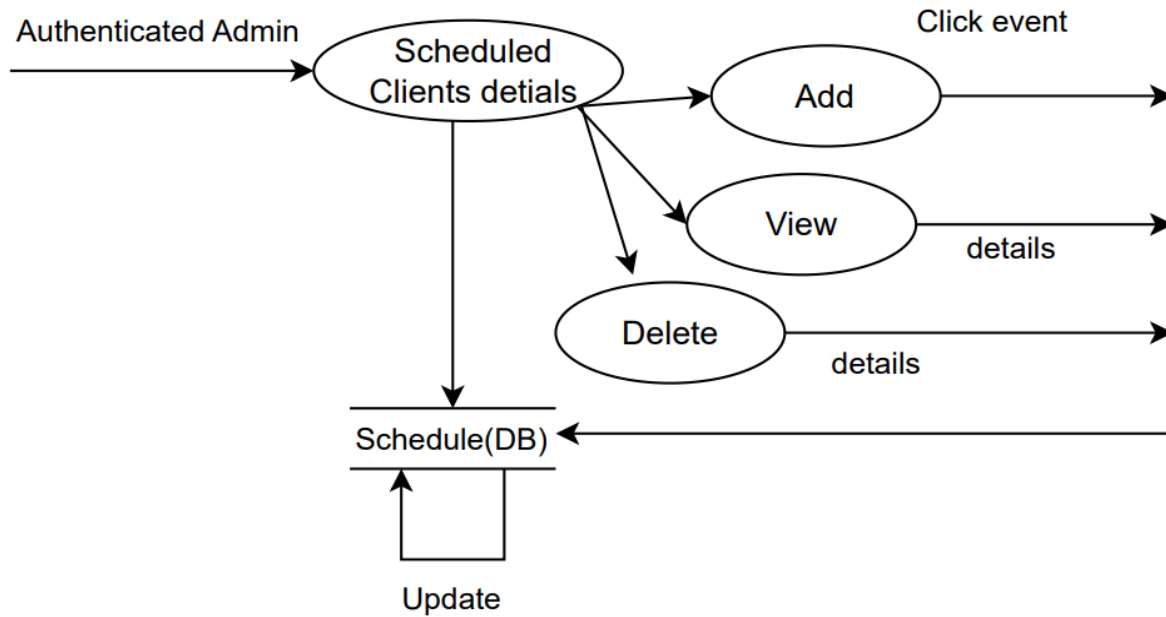 Authenticated Admin
Scheduled
Clients detials
Click event
Add
View
details
Delete
details
Schedule(DB)
Update